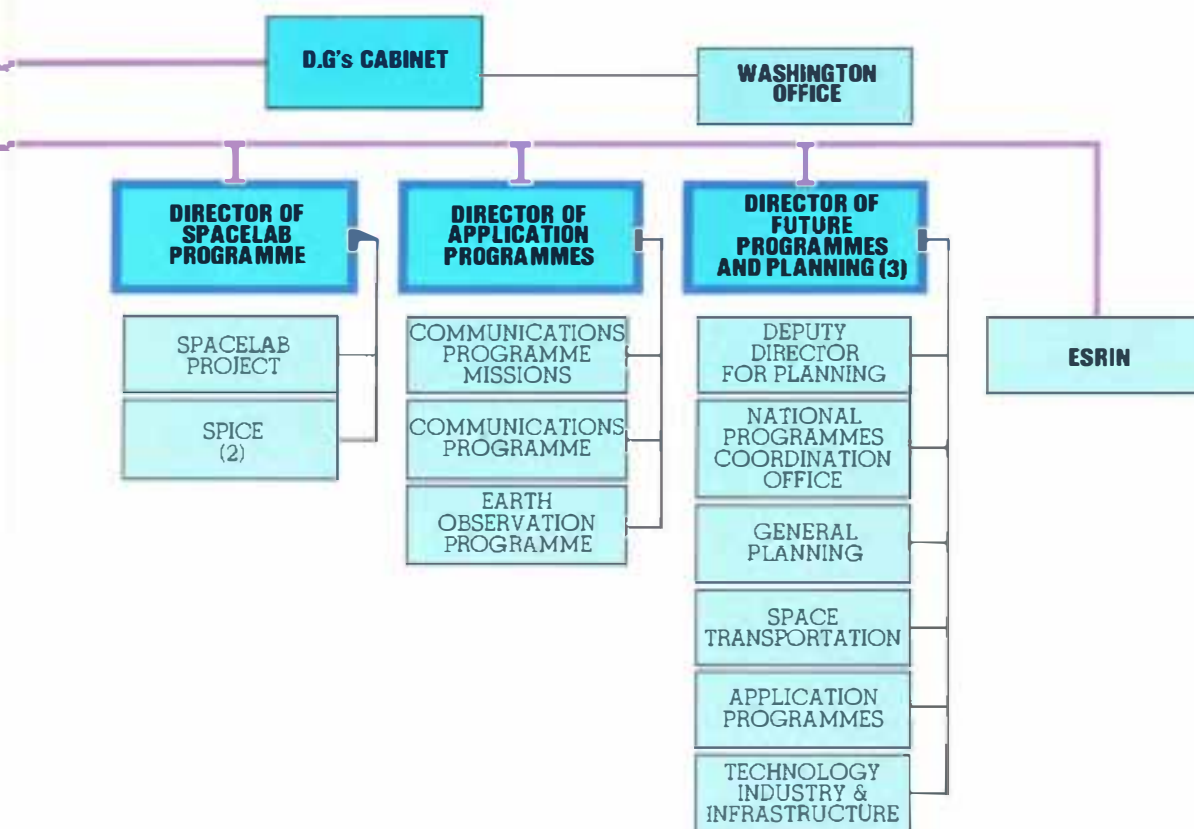 D.G's CABINET
WASHINGTON
OFFICE
DIRECTOR OF
SPACELAB
PROGRAMME
SPACELAB
PROJECT
SPICE
(2)
DIRECTOR OF
APPLICATION
PROGRAMMES
COMMUNICATIONS
PROGRAMME
MISSIONS
COMMUNICATIONS
PROGRAMME
EARTH
OBSERVATION
PROGRAMME
DIRECTOR OF
FUTURE
PROGRAMMES
AND PLANNING (3)
DEPUTY
DIRECTOR
FOR PLANNING
NATIONAL
PROGRAMMES
COORDINATION
OFFICE
GENERAL
PLANNING
SPACE
TRANSPORTATION
APPLICATION
PROGRAMMES
TECHNOLOGY
INDUSTRY &
INFRASTRUCTURE
ESRIN